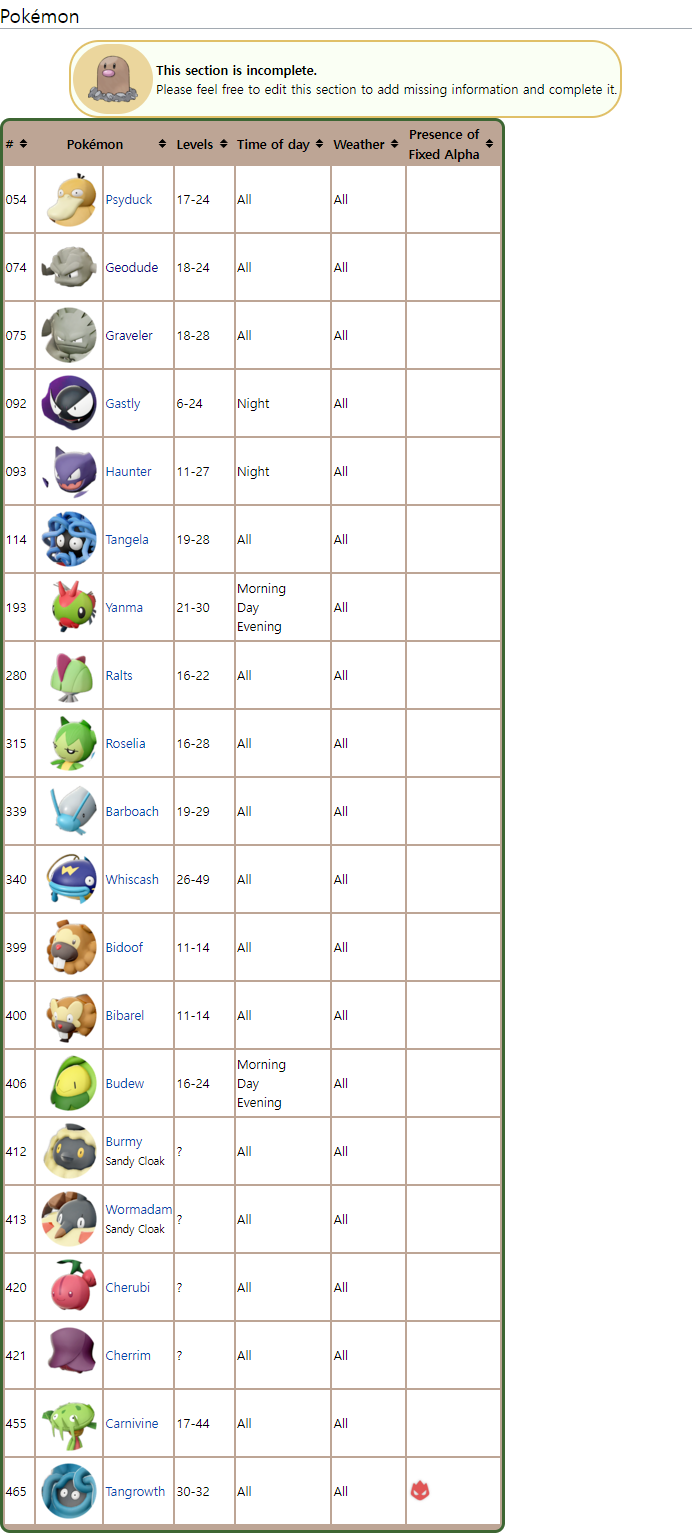 Pokémon
This section is incomplete.
Please feel free to edit this section to add missing information and complete it.
# Pokémon Levels Time of day Weather Presence of
Fixed Alpha
054 Psyduck 17-24 All All
074 Geodude 18-24 All All
075 Graveler 18-28 All All
092 Gastly 6-24 Night All
093 Haunter 11-27 Night All
114 Tangela 19-28 All All
193 Yanma 21-30 Morning All
Day
Evening
280 Ralts 16-22 All All
315 Roselia 16-28 All All
339 Barboach 19-29 All All
340 Whiscash 26-49 All All
399 Bidoof 11-14 All All
400 Bibarel 11-14 All All
406 Budew 16-24 Morning All
Day
Evening
412 Burmy ? All All
Sandy Cloak
413 Wormadam ? All All
Sandy Cloak
420 Cherubi ? All All
421 Cherrim ? All All
455 Carnivine 17-44 All All
465 Tangrowth 30-32 All All